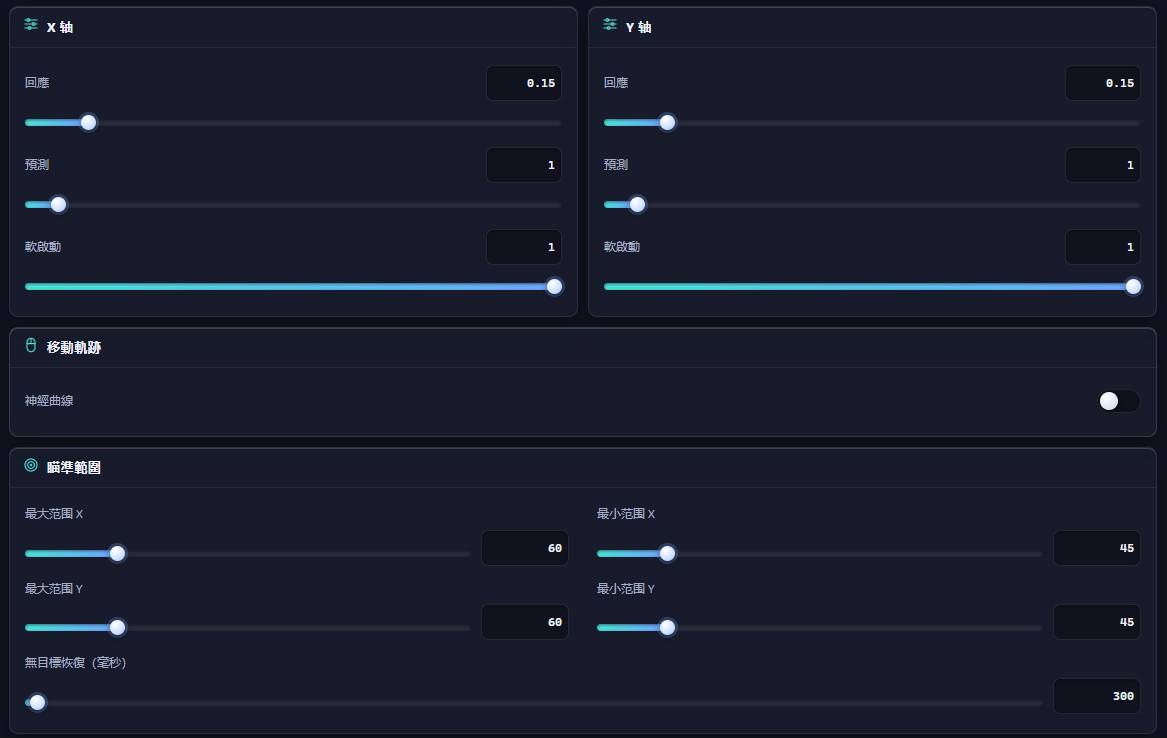 X 轴
回應
0.15
預測
1
軟啟動
1
Y 轴
回應
0.15
預測
1
軟啟動
1
移動軌跡
神經曲線
瞄準範圍
最大范围 X
60
最小范围 X
45
最大范围 Y
60
最小范围 Y
45
無目標恢復（毫秒）
300